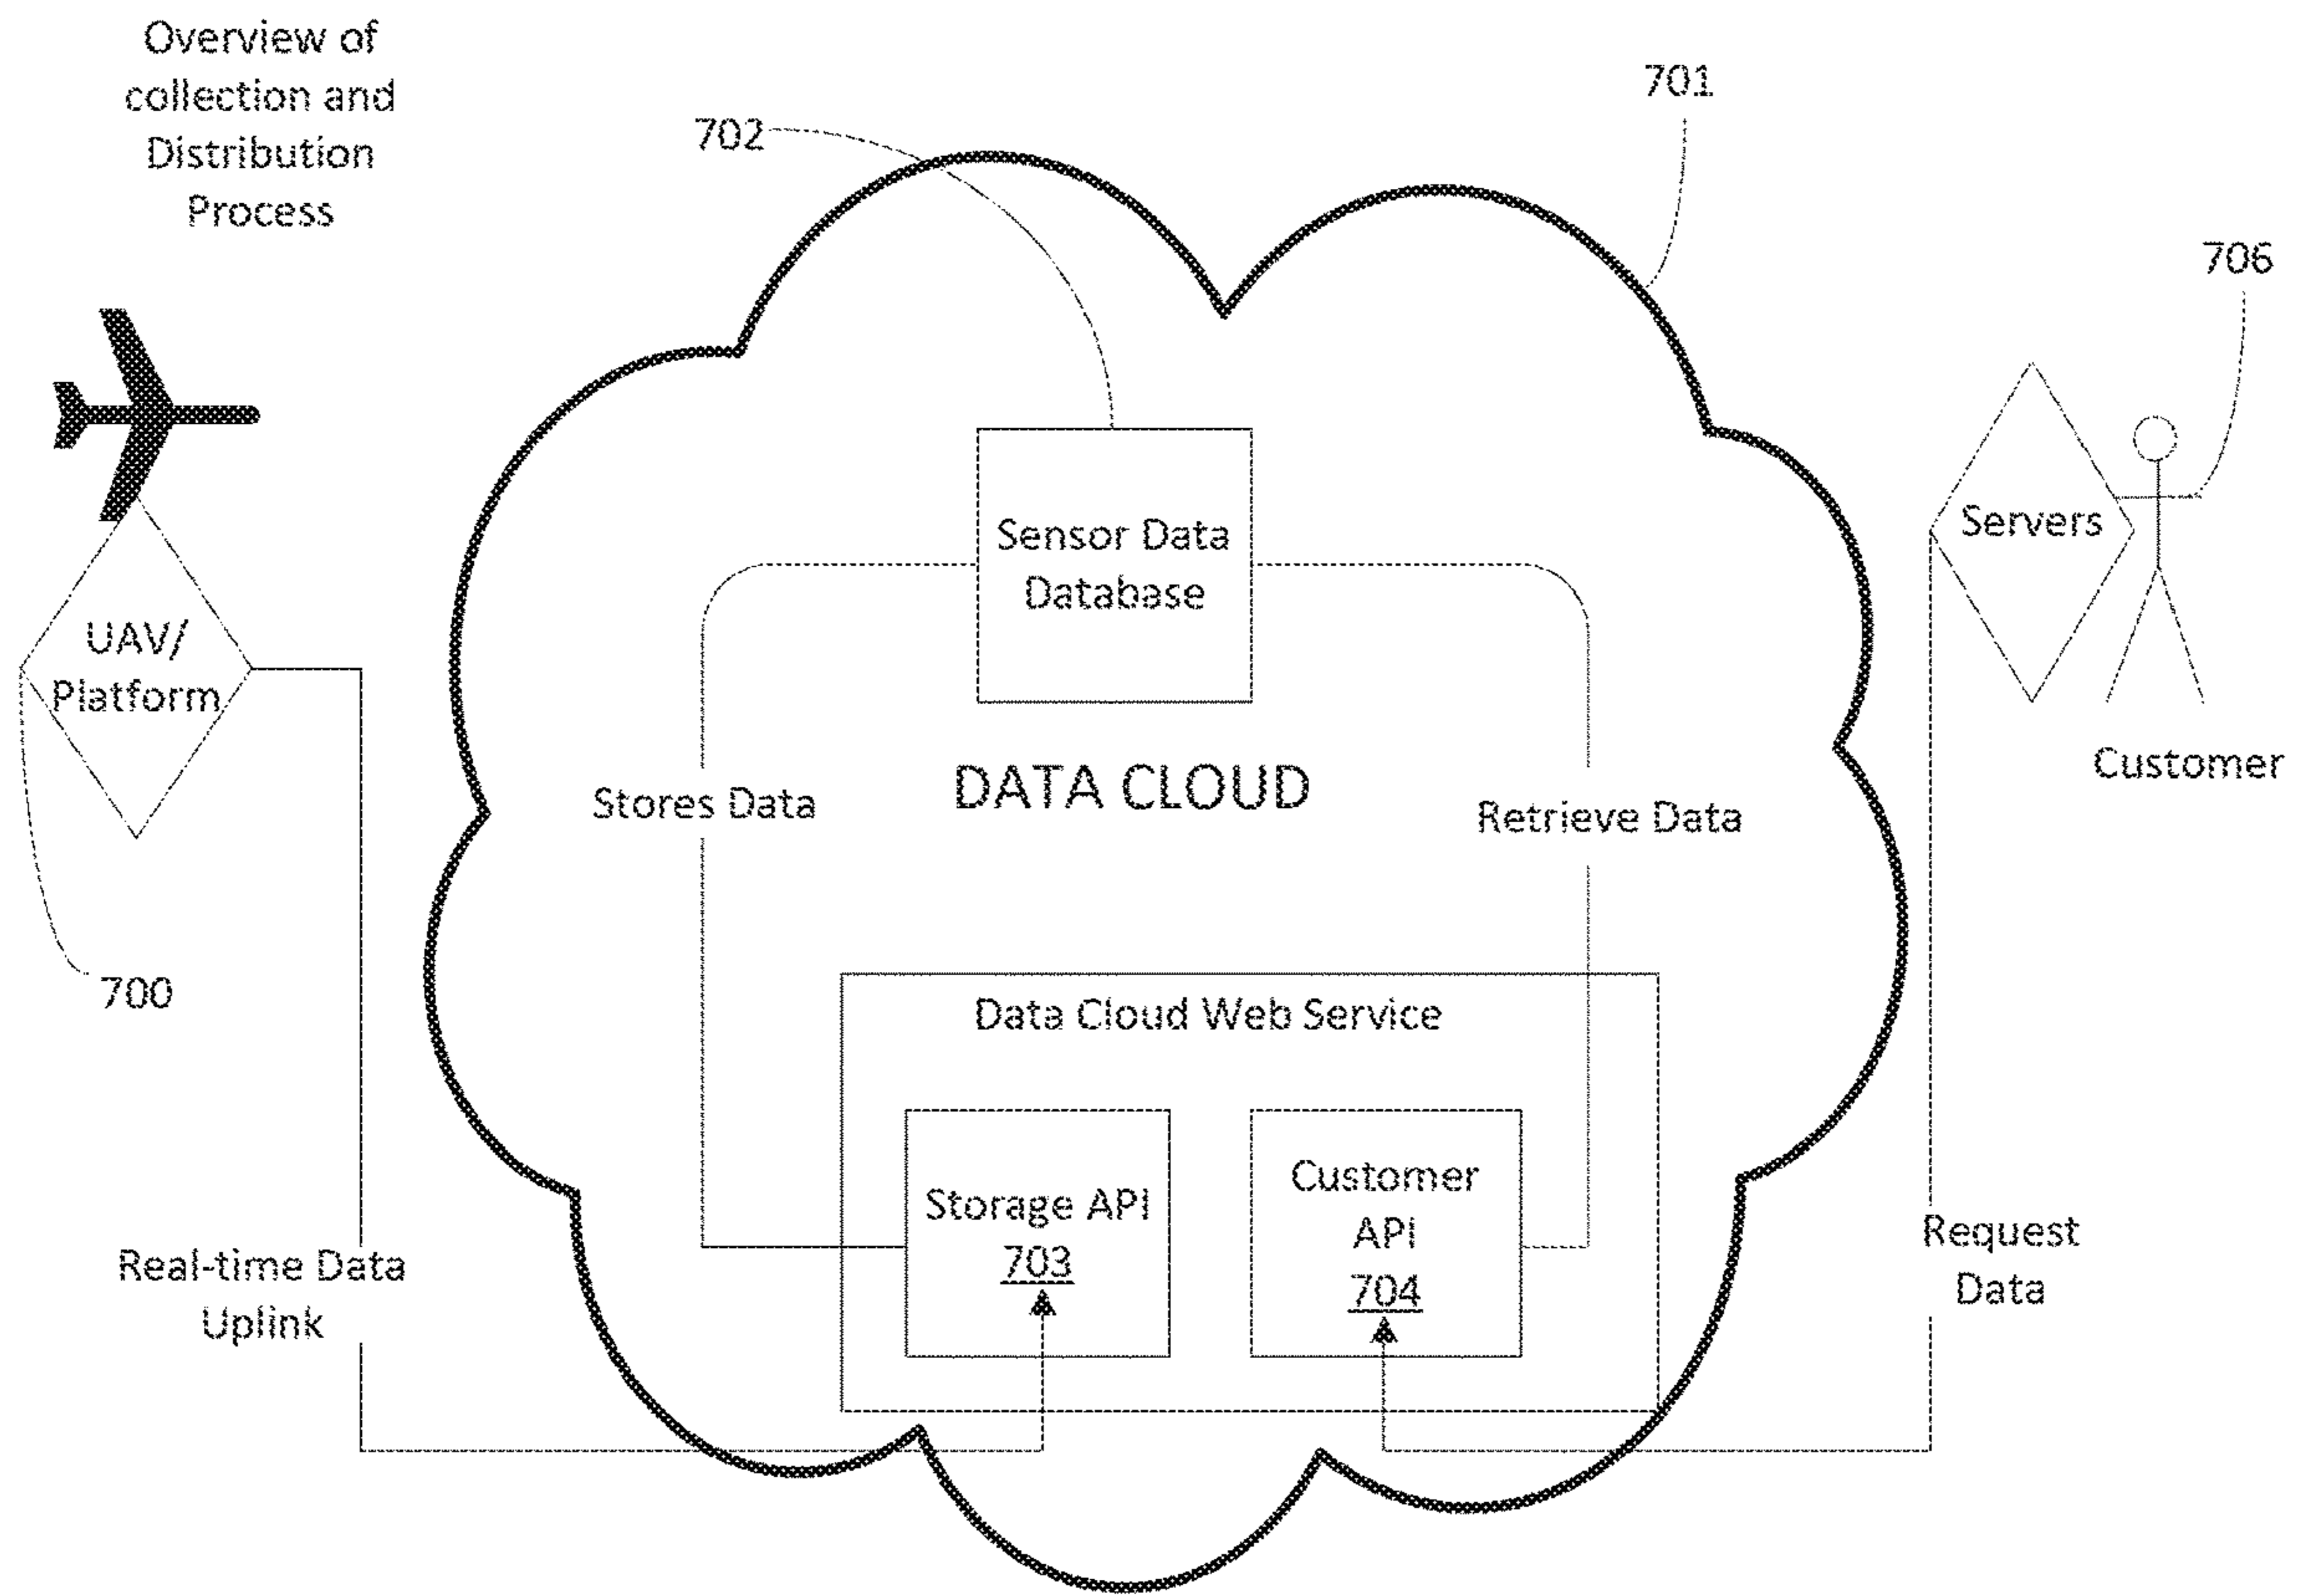 Overview of
collection and
Distribution
Process
701
702
706
Sensor Data
Database
Servers
UAV/
Platform
DATA CLOUD
Customer
Stores Data
Retrieve Data
700
Data Cloud Web Service
Storage API
703
Customer
API
704
Real-time Data
Uplink
Request
Data